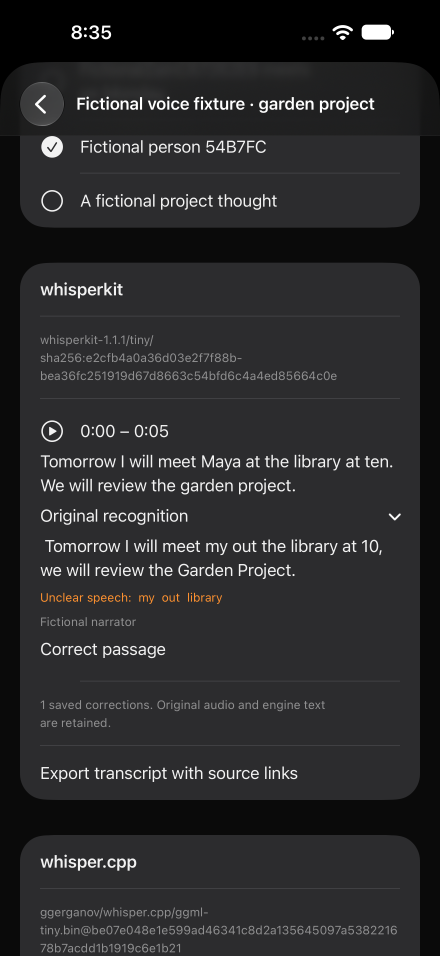 8:35
Fictional voice fixture · garden project
Fictional person 54B7FC
A fictional project thought
whisperkit
whisperkit-1.1.1/tiny/
sha256:e2cfb4a0a36d03e2f7f88b-
bea36fc251919d67d8663c54bfd6c4a4ed85664c0e
0:00 – 0:05
Tomorrow I will meet Maya at the library at ten.
We will review the garden project.
Original recognition
Tomorrow I will meet my out the library at 10,
we will review the Garden Project.
Unclear speech: my out library
Fictional narrator
Correct passage
1 saved corrections. Original audio and engine text
are retained.
Export transcript with source links
whisper.cpp
ggerganov/whisper.cpp/ggml-
tiny.bin@be07e048e1e599ad46341c8d2a135645097a5382216
78b7acdd1b1919c6e1b21